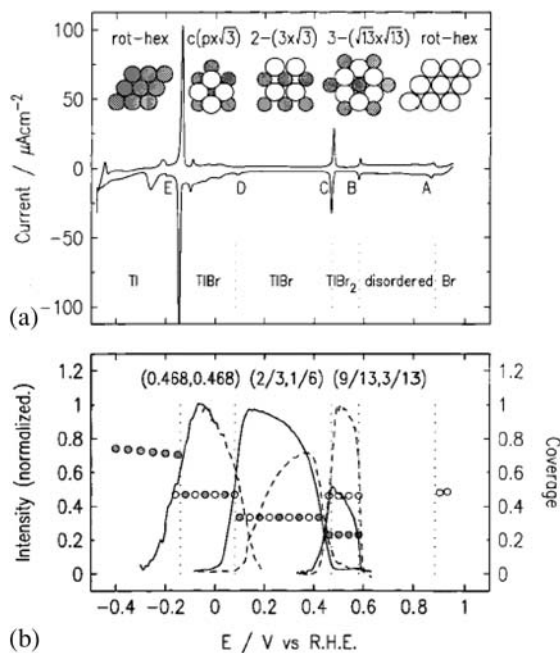 rot-hex c(px√3) 2-(3x√3) 3-(√13x√13) rot-hex
100
50
0
-50
-100
Current / μAcm⁻²
E D C B A
Tl TlBr TlBr TlBr₂ disordered Br
(a)
(0.468,0.468) (2/3,1/6) (9/13,3/13)
1.2
1
0.8
0.6
0.4
0.2
0
Intensity (normalized.)
1.2
1
0.8
0.6
0.4
0.2
0
Coverage
-0.4 -0.2 0 0.2 0.4 0.6 0.8 1
(b)
E / V vs R.H.E.